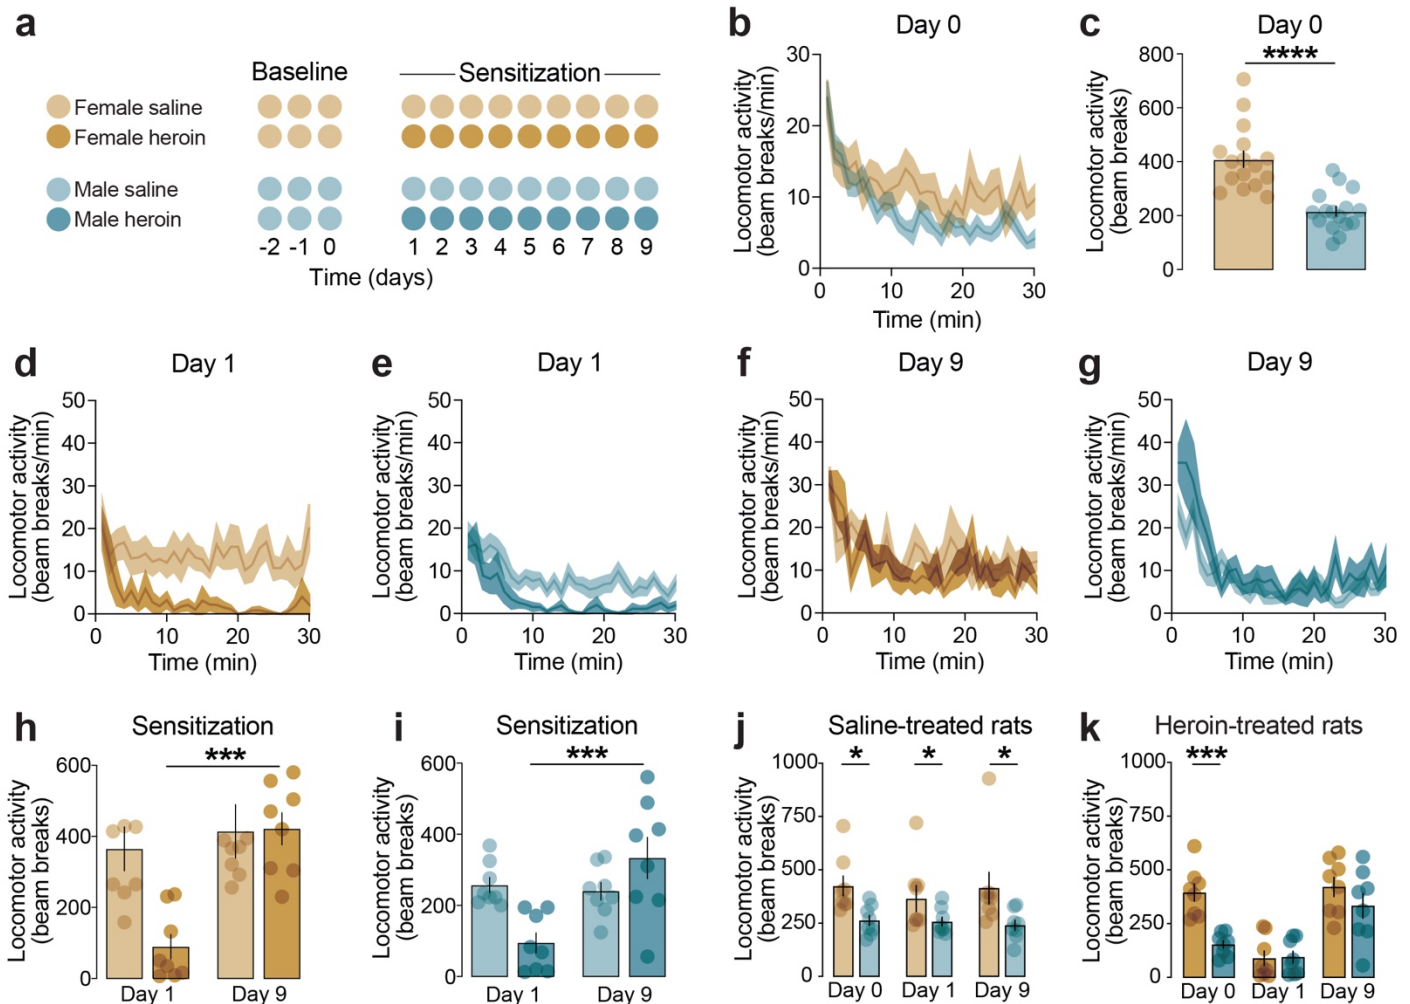 a
Baseline
Sensitization
Female saline
Female heroin
Male saline
Male heroin
-2 -1 0
1 2 3 4 5 6 7 8 9
Time (days)
b
Day 0
Locomotor activity
(beam breaks/min)
30
20
10
0
0 10 20 30
Time (min)
c
Day 0
****
Locomotor activity
(beam breaks)
800
600
400
200
0
d
Day 1
Locomotor activity
(beam breaks/min)
50
40
30
20
10
0
0 10 20 30
Time (min)
e
Day 1
Locomotor activity
(beam breaks/min)
50
40
30
20
10
0
0 10 20 30
Time (min)
f
Day 9
Locomotor activity
(beam breaks/min)
50
40
30
20
10
0
0 10 20 30
Time (min)
g
Day 9
Locomotor activity
(beam breaks/min)
50
40
30
20
10
0
0 10 20 30
Time (min)
h
Sensitization
***
Locomotor activity
(beam breaks)
600
400
200
0
Day 1 Day 9
i
Sensitization
***
Locomotor activity
(beam breaks)
600
400
200
0
Day 1 Day 9
j
Saline-treated rats
* * *
Locomotor activity
(beam breaks)
1000
750
500
250
0
Day 0 Day 1 Day 9
k
Heroin-treated rats
***
Locomotor activity
(beam breaks)
1000
750
500
250
0
Day 0 Day 1 Day 9